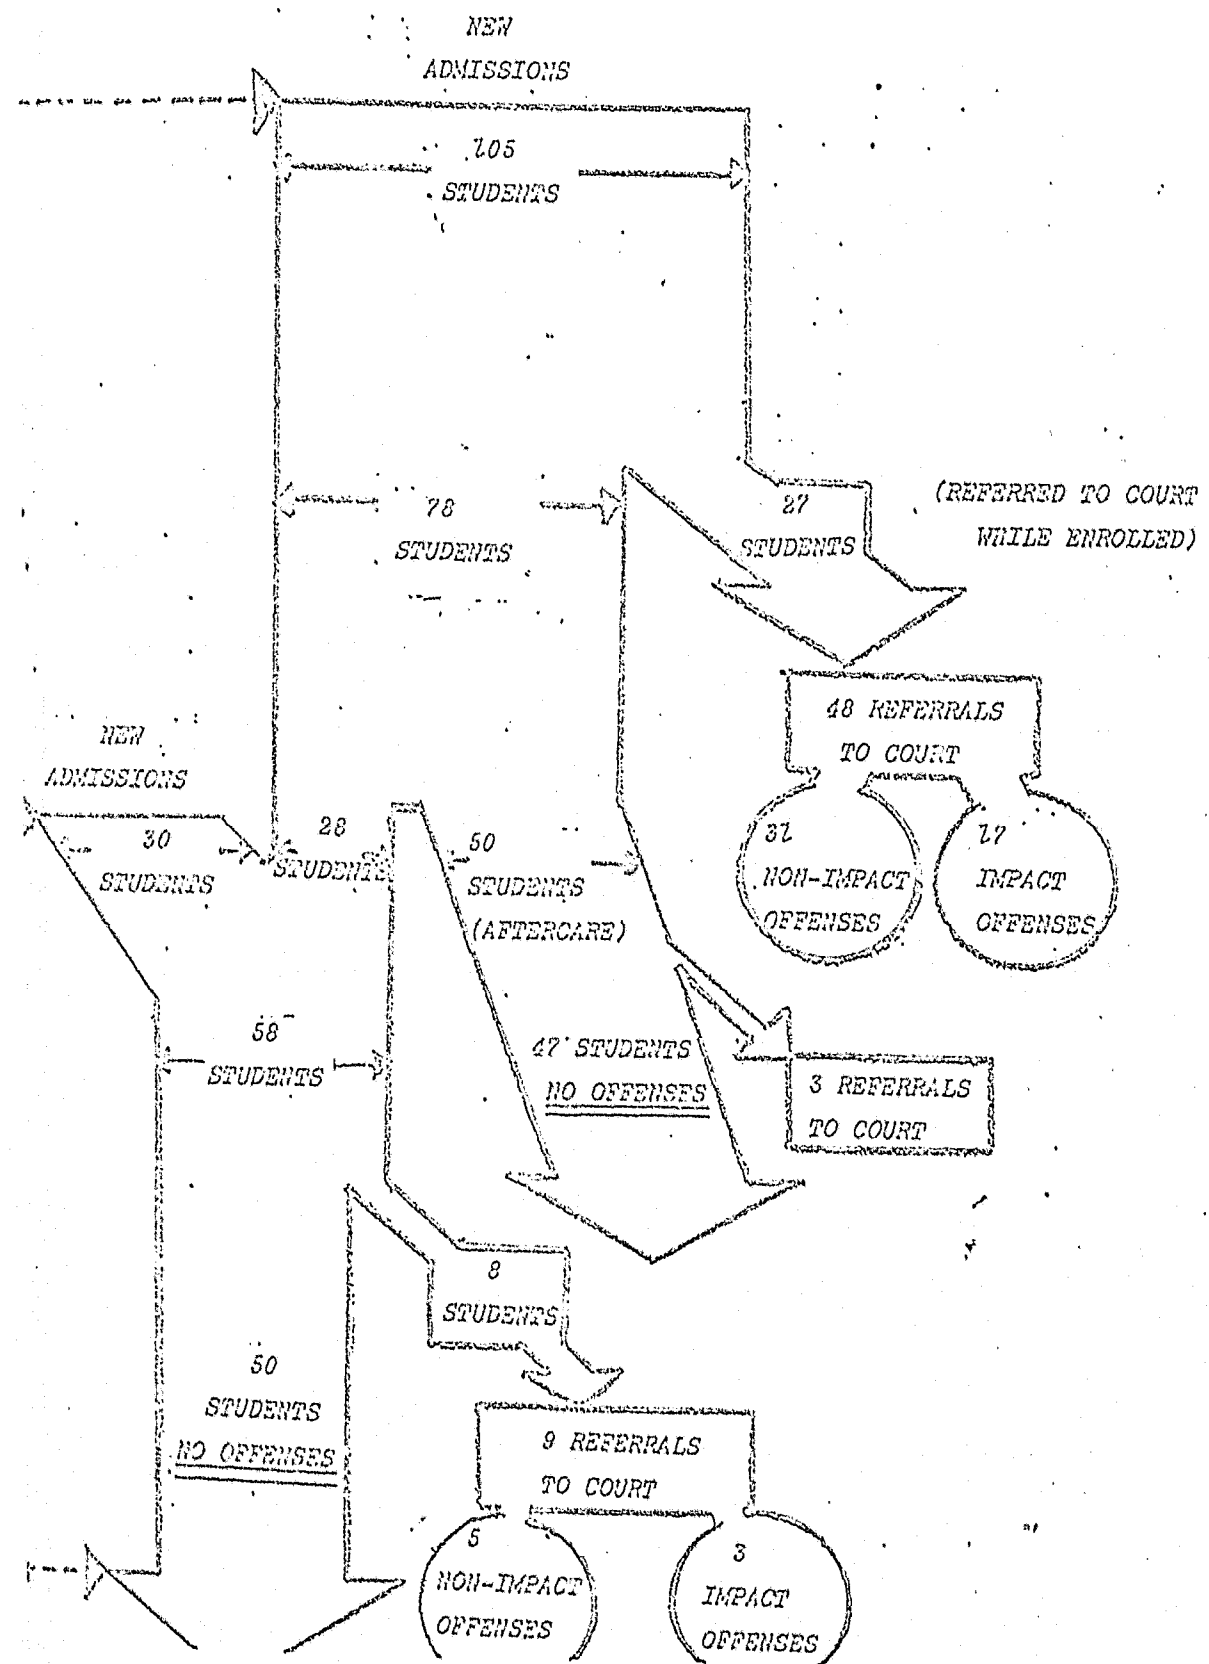 NEW
ADMISSIONS
105
STUDENTS
78
STUDENTS
27
STUDENTS
(REFERRED TO COURT
WHILE ENROLLED)
48 REFERRALS
TO COURT
31
NON-IMPACT
OFFENSES
17
IMPACT
OFFENSES
NEW
ADMISSIONS
30
STUDENTS
28
STUDENTS
50
STUDENTS
(AFTERCARE)
58
STUDENTS
47 STUDENTS
NO OFFENSES
3 REFERRALS
TO COURT
8
STUDENTS
50
STUDENTS
NO OFFENSES
9 REFERRALS
TO COURT
5
NON-IMPACT
OFFENSES
3
IMPACT
OFFENSES